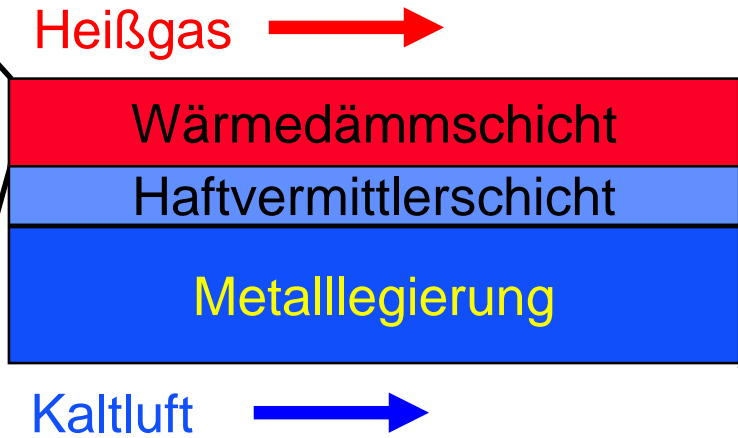 Heißgas
Wärmedämmschicht
Haftvermittlerschicht
Metalllegierung
Kaltluft